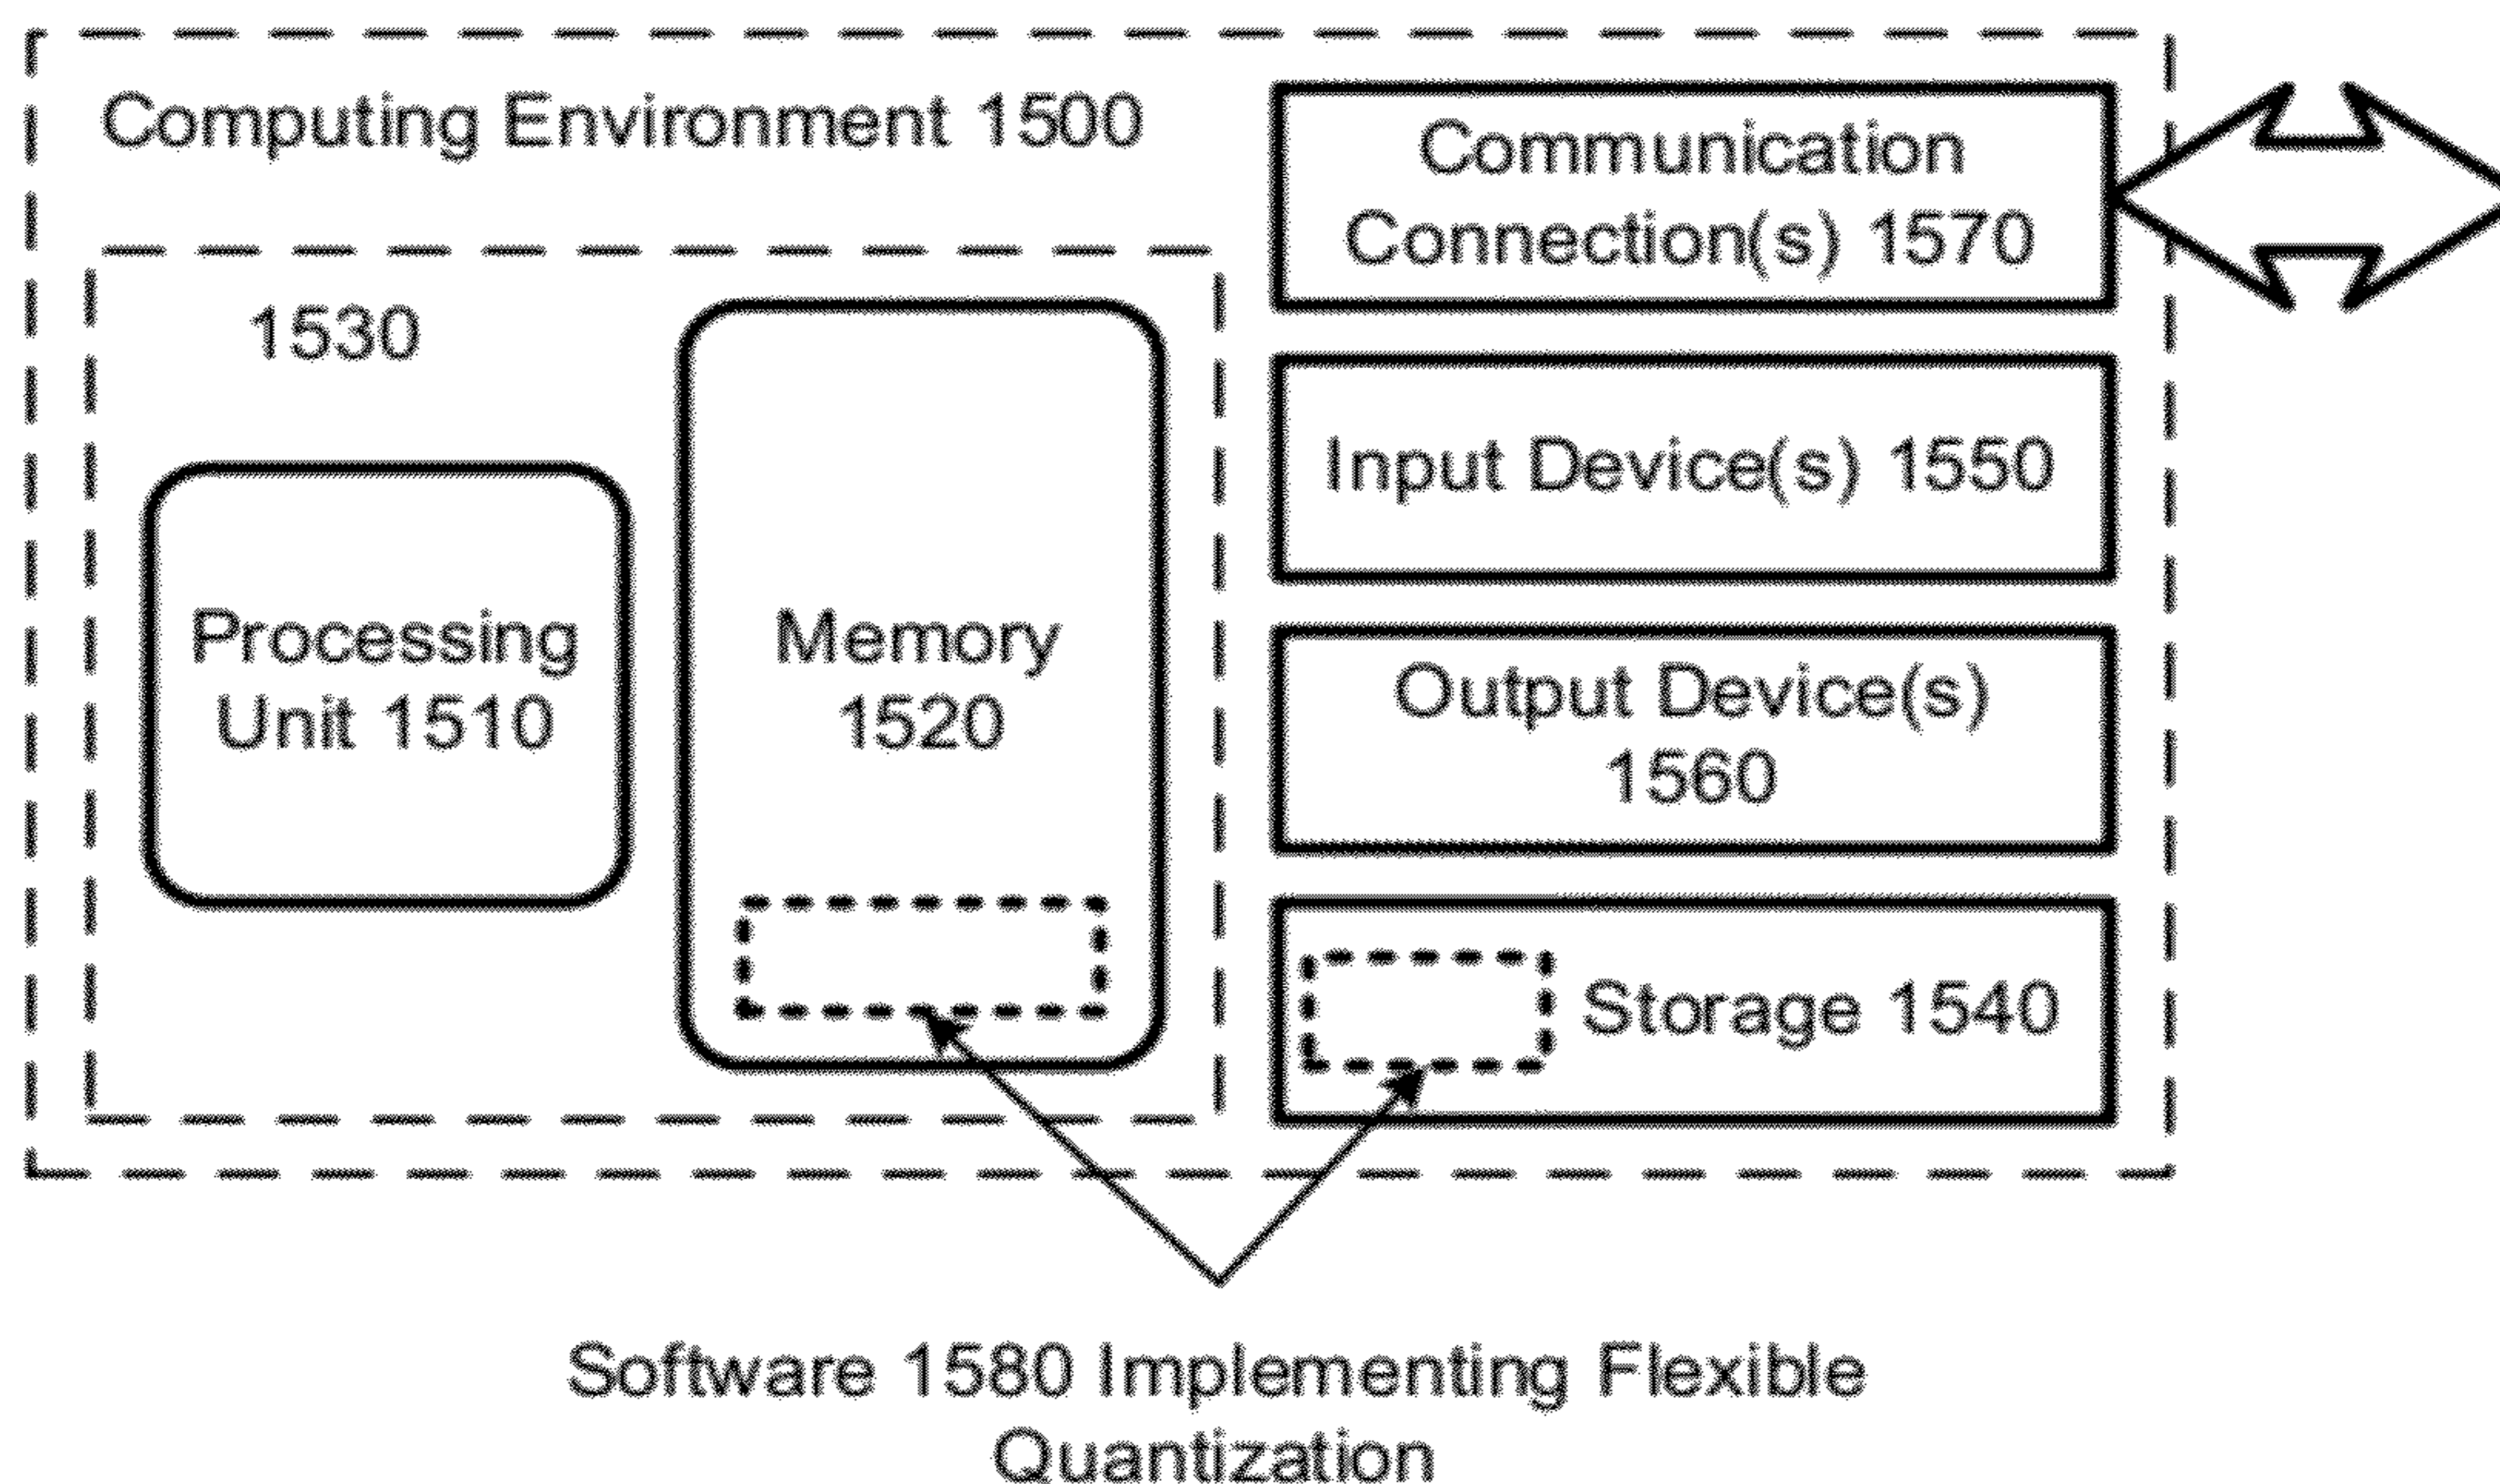 Computing Environment 1500
Communication
Connection(s) 1570
1530
Input Device(s) 1550
Processing
Unit 1510
Memory
1520
Output Device(s)
1560
Storage 1540
Software 1580 Implementing Flexible
Quantization